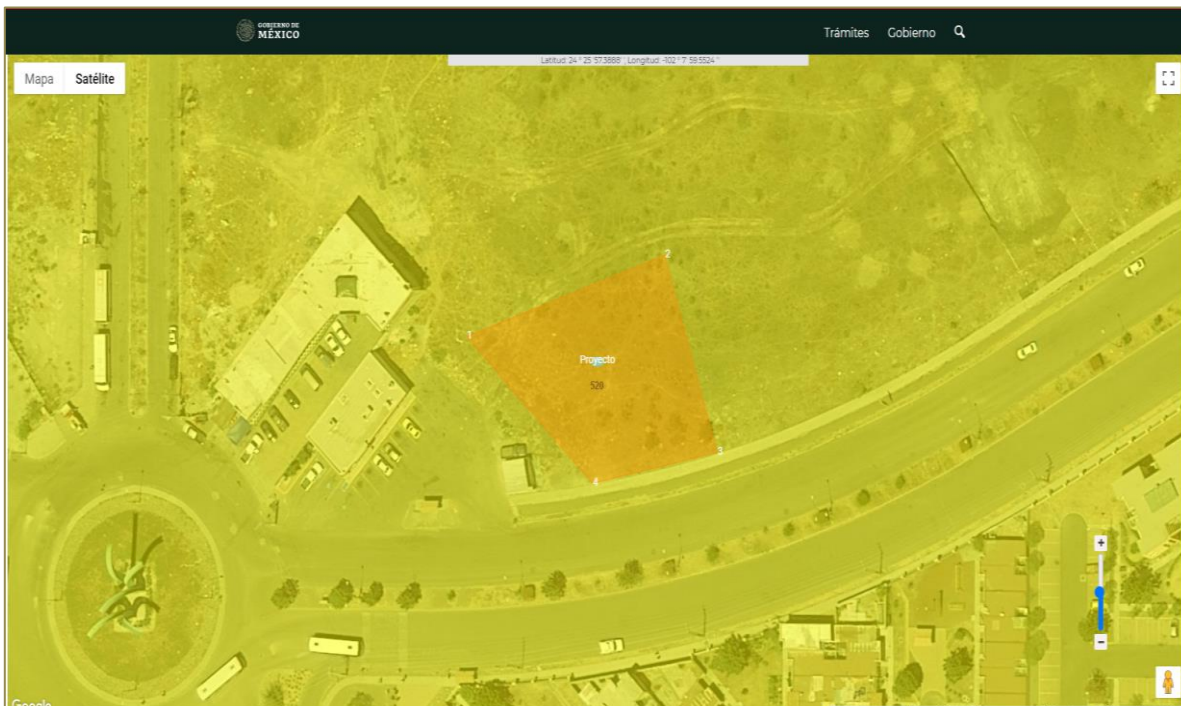 GOBIERNO DE
MÉXICO
Trámites Gobierno
Latitud: 24 ° 25 '57.3888'' ; Longitud: -102 ° 7 '59.5524 ''
Mapa Satélite
2
1
Proyecto
520
3
4
+
−
Google